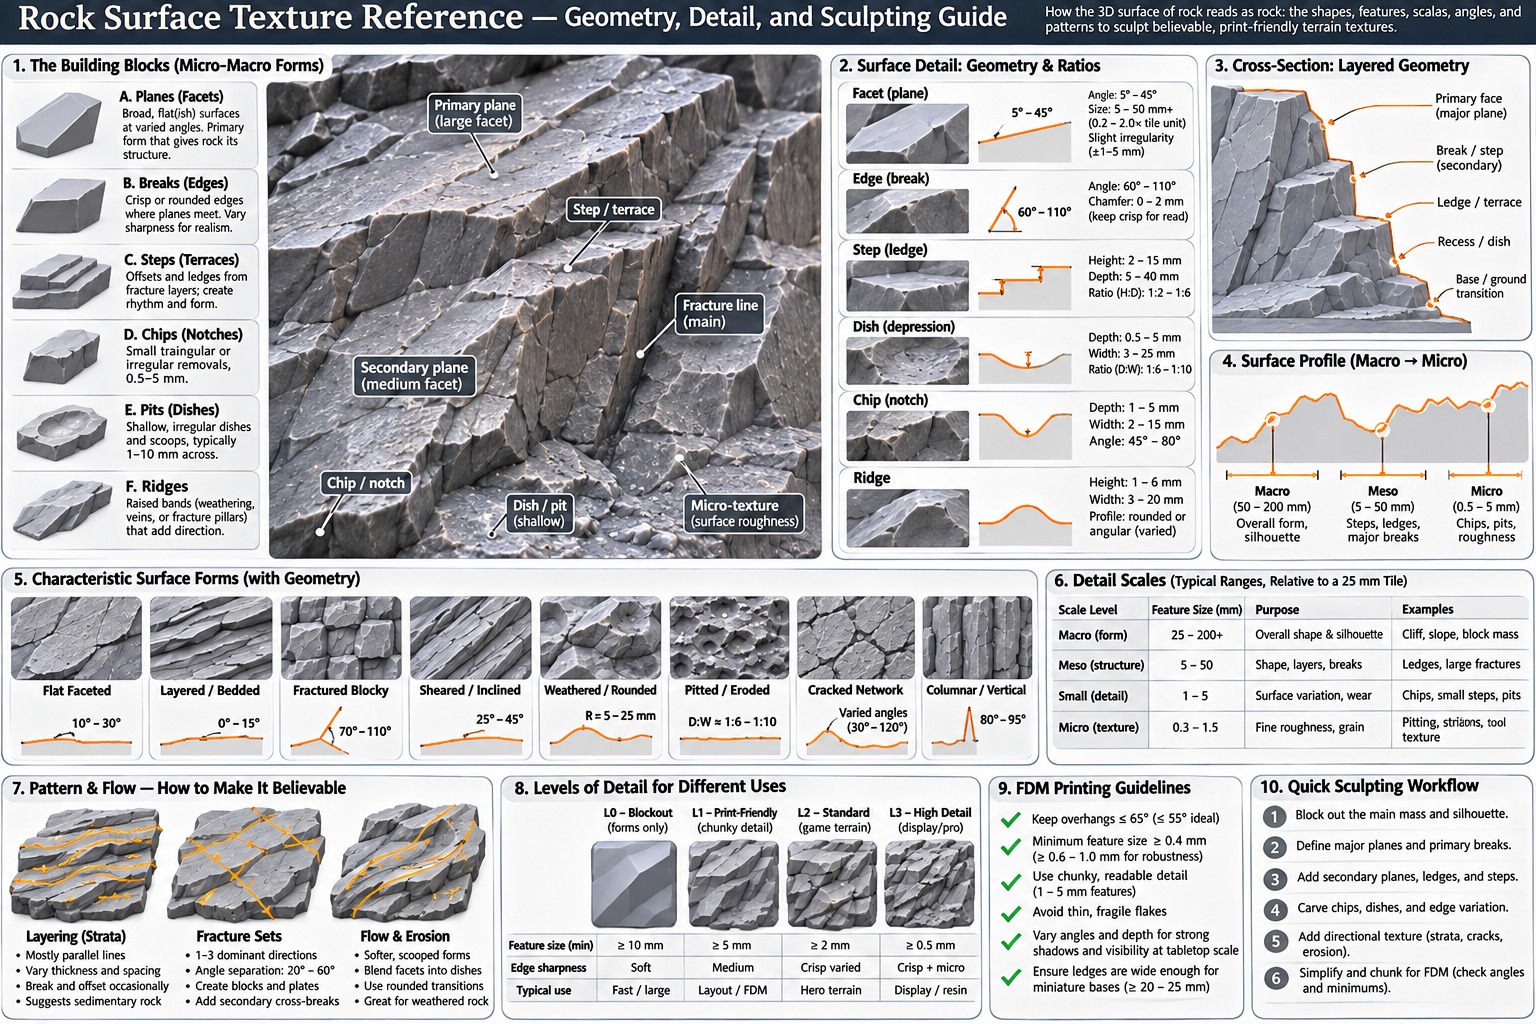 Rock Surface Texture Reference — Geometry, Detail, and Sculpting Guide
How the 3D surface of rock reads as rock: the shapes, features, scalas, angles, and
patterns to sculpt believable, print-friendly terrain textures.
1. The Building Blocks (Micro-Macro Forms)
A. Planes (Facets)
Broad, flat(ish) surfaces
at varied angles. Primary
form that gives rock its
structure.
B. Breaks (Edges)
Crisp or rounded edges
where planes meet. Vary
sharpness for realism.
C. Steps (Terraces)
Offsets and ledges from
fracture layers; create
rhythm and form.
D. Chips (Notches)
Small traingular or
irregular removals,
0.5–5 mm.
E. Pits (Dishes)
Shallow, irregular dishes
and scoops, typically
1–10 mm across.
F. Ridges
Raised bands (weathering,
veins, or fracture pillars)
that add direction.
Primary plane
(large facet)
Step / terrace
Fracture line
(main)
Secondary plane
(medium facet)
Chip / notch
Dish / pit
(shallow)
Micro-texture
(surface roughness)
2. Surface Detail: Geometry & Ratios
Facet (plane)
5° – 45°
Angle: 5° – 45°
Size: 5 – 50 mm+
(0.2 – 2.0× tile unit)
Slight irregularity
(±1–5 mm)
Edge (break)
60° – 110°
Angle: 60° – 110°
Chamfer: 0 – 2 mm
(keep crisp for read)
Step (ledge)
Height: 2 – 15 mm
Depth: 5 – 40 mm
Ratio (H:D): 1:2 – 1:6
Dish (depression)
Depth: 0.5 – 5 mm
Width: 3 – 25 mm
Ratio (D:W): 1:6 – 1:10
Chip (notch)
Depth: 1 – 5 mm
Width: 2 – 15 mm
Angle: 45° – 80°
Ridge
Height: 1 – 6 mm
Width: 3 – 20 mm
Profile: rounded or
angular (varied)
3. Cross-Section: Layered Geometry
Primary face
(major plane)
Break / step
(secondary)
Ledge / terrace
Recess / dish
Base / ground
transition
4. Surface Profile (Macro → Micro)
Macro
(50 – 200 mm)
Overall form,
silhouette
Meso
(5 – 50 mm)
Steps, ledges,
major breaks
Micro
(0.5 – 5 mm)
Chips, pits,
roughness
5. Characteristic Surface Forms (with Geometry)
Flat Faceted
10° – 30°
Layered / Bedded
0° – 15°
Fractured Blocky
70° – 110°
Sheared / Inclined
25° – 45°
Weathered / Rounded
R = 5 – 25 mm
Pitted / Eroded
D:W ≈ 1:6 – 1:10
Cracked Network
Varied angles
(30° – 120°)
Columnar / Vertical
80° – 95°
6. Detail Scales (Typical Ranges, Relative to a 25 mm Tile)
Scale Level Feature Size (mm) Purpose Examples
Macro (form) 25 – 200+ Overall shape & silhouette Cliff, slope, block mass
Meso (structure) 5 – 50 Shape, layers, breaks Ledges, large fractures
Small (detail) 1 – 5 Surface variation, wear Chips, small steps, pits
Micro (texture) 0.3 – 1.5 Fine roughness, grain Pitting, tool
texture
7. Pattern & Flow — How to Make It Believable
Layering (Strata)
• Mostly parallel lines
• Vary thickness and spacing
• Break and offset occasionally
• Suggests sedimentary rock
Fracture Sets
• 1–3 dominant directions
• Angle separation: 20° – 60°
• Create blocks and plates
• Add secondary cross-breaks
Flow & Erosion
• Softer, scooped forms
• Blend facets into dishes
• Use rounded transitions
• Great for weathered rock
8. Levels of Detail for Different Uses
L0 – Blockout
(forms only)
L1 – Print-Friendly
(chunky detail)
L2 – Standard
(game terrain)
L3 – High Detail
(display/pro)
Feature size (min) ≥ 10 mm ≥ 5 mm ≥ 2 mm ≥ 0.5 mm
Edge sharpness Soft Medium Crisp varied Crisp + micro
Typical use Fast / large Layout / FDM Hero terrain Display / resin
9. FDM Printing Guidelines
Keep overhangs ≤ 65° (≤ 55° ideal)
Minimum feature size ≥ 0.4 mm
(≥ 0.6 – 1.0 mm for robustness)
Use chunky, readable detail
(1 – 5 mm features)
Avoid thin, fragile flakes
Vary angles and depth for strong
shadows and visibility at tabletop scale
Ensure ledges are wide enough for
miniature bases (≥ 20 – 25 mm)
10. Quick Sculpting Workflow
1 Block out the main mass and silhouette.
2 Define major planes and primary breaks.
3 Add secondary planes, ledges, and steps.
4 Carve chips, dishes, and edge variation.
5 Add directional texture (strata, cracks,
erosion).
6 Simplify and chunk for FDM (check angles
and minimums).